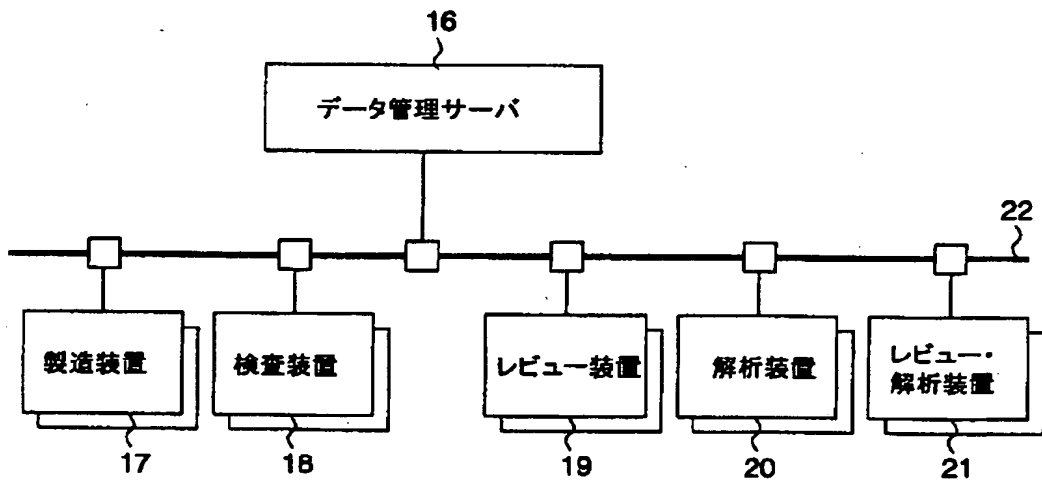 16
データ管理サーバ
22
製造装置
検査装置
レビュー装置
解析装置
レビュー・
解析装置
17
18
19
20
21